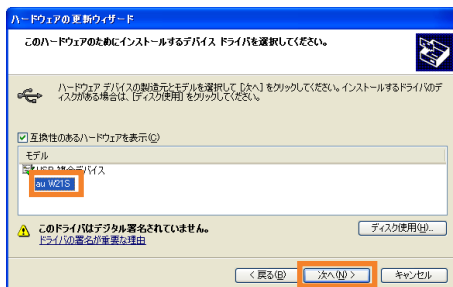 ハードウェアの更新ウィザード
このハードウェアのためにインストールするデバイス ドライバを選択してください。
ハードウェア デバイスの製造元とモデルを選択して [次へ] をクリックしてください。インストールするドライバのデ
ィスクがある場合は、[ディスク使用] をクリックしてください。
互換性のあるハードウェアを表示(C)
モデル
USB 複合デバイス
au W21S
このドライバはデジタル署名されていません。
ディスク使用(H)...
ドライバの署名が重要な理由
< 戻る(B)
次へ(N) >
キャンセル